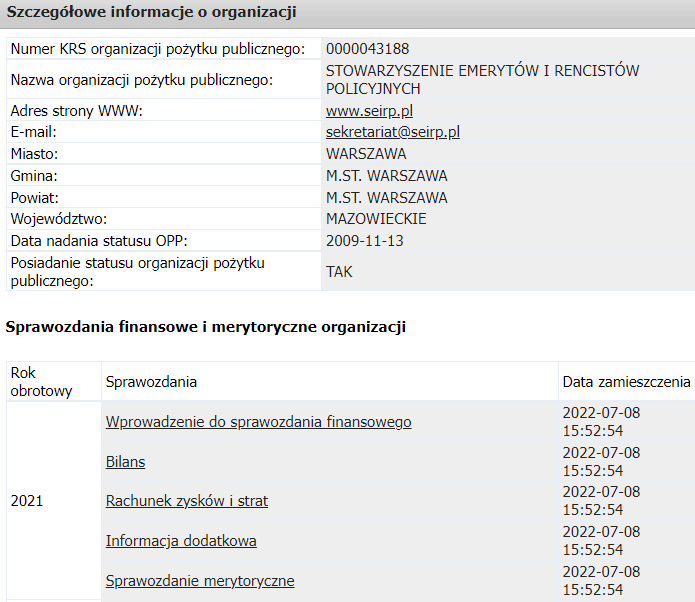 Szczegółowe informacje o organizacji
Numer KRS organizacji pożytku publicznego: 0000043188
Nazwa organizacji pożytku publicznego: STOWARZYSZENIE EMERYTÓW I RENCISTÓW
POLICYJNYCH
Adres strony WWW: www.seirp.pl
E-mail: sekretariat@seirp.pl
Miasto: WARSZAWA
Gmina: M.ST. WARSZAWA
Powiat: M.ST. WARSZAWA
Województwo: MAZOWIECKIE
Data nadania statusu OPP: 2009-11-13
Posiadanie statusu organizacji pożytku
publicznego: TAK
Sprawozdania finansowe i merytoryczne organizacji
Rok
obrotowy Sprawozdania Data zamieszczenia
2021
Wprowadzenie do sprawozdania finansowego 2022-07-08
15:52:54
Bilans 2022-07-08
15:52:54
Rachunek zysków i strat 2022-07-08
15:52:54
Informacja dodatkowa 2022-07-08
15:52:54
Sprawozdanie merytoryczne 2022-07-08
15:52:54